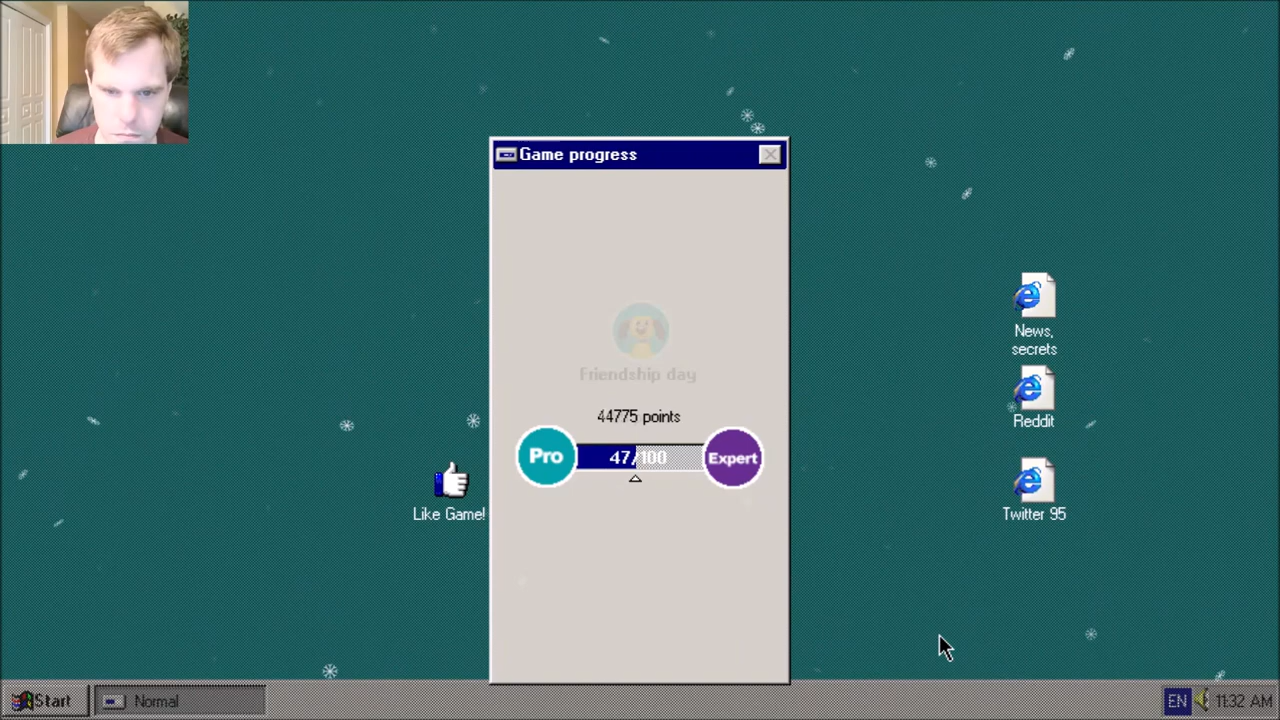 Game progress
News,
secrets
Friendship day
44775 points
Reddit
Pro
47/100
Expert
Like Game!
Twitter 95
Start
Normal
EN
11:32 AM